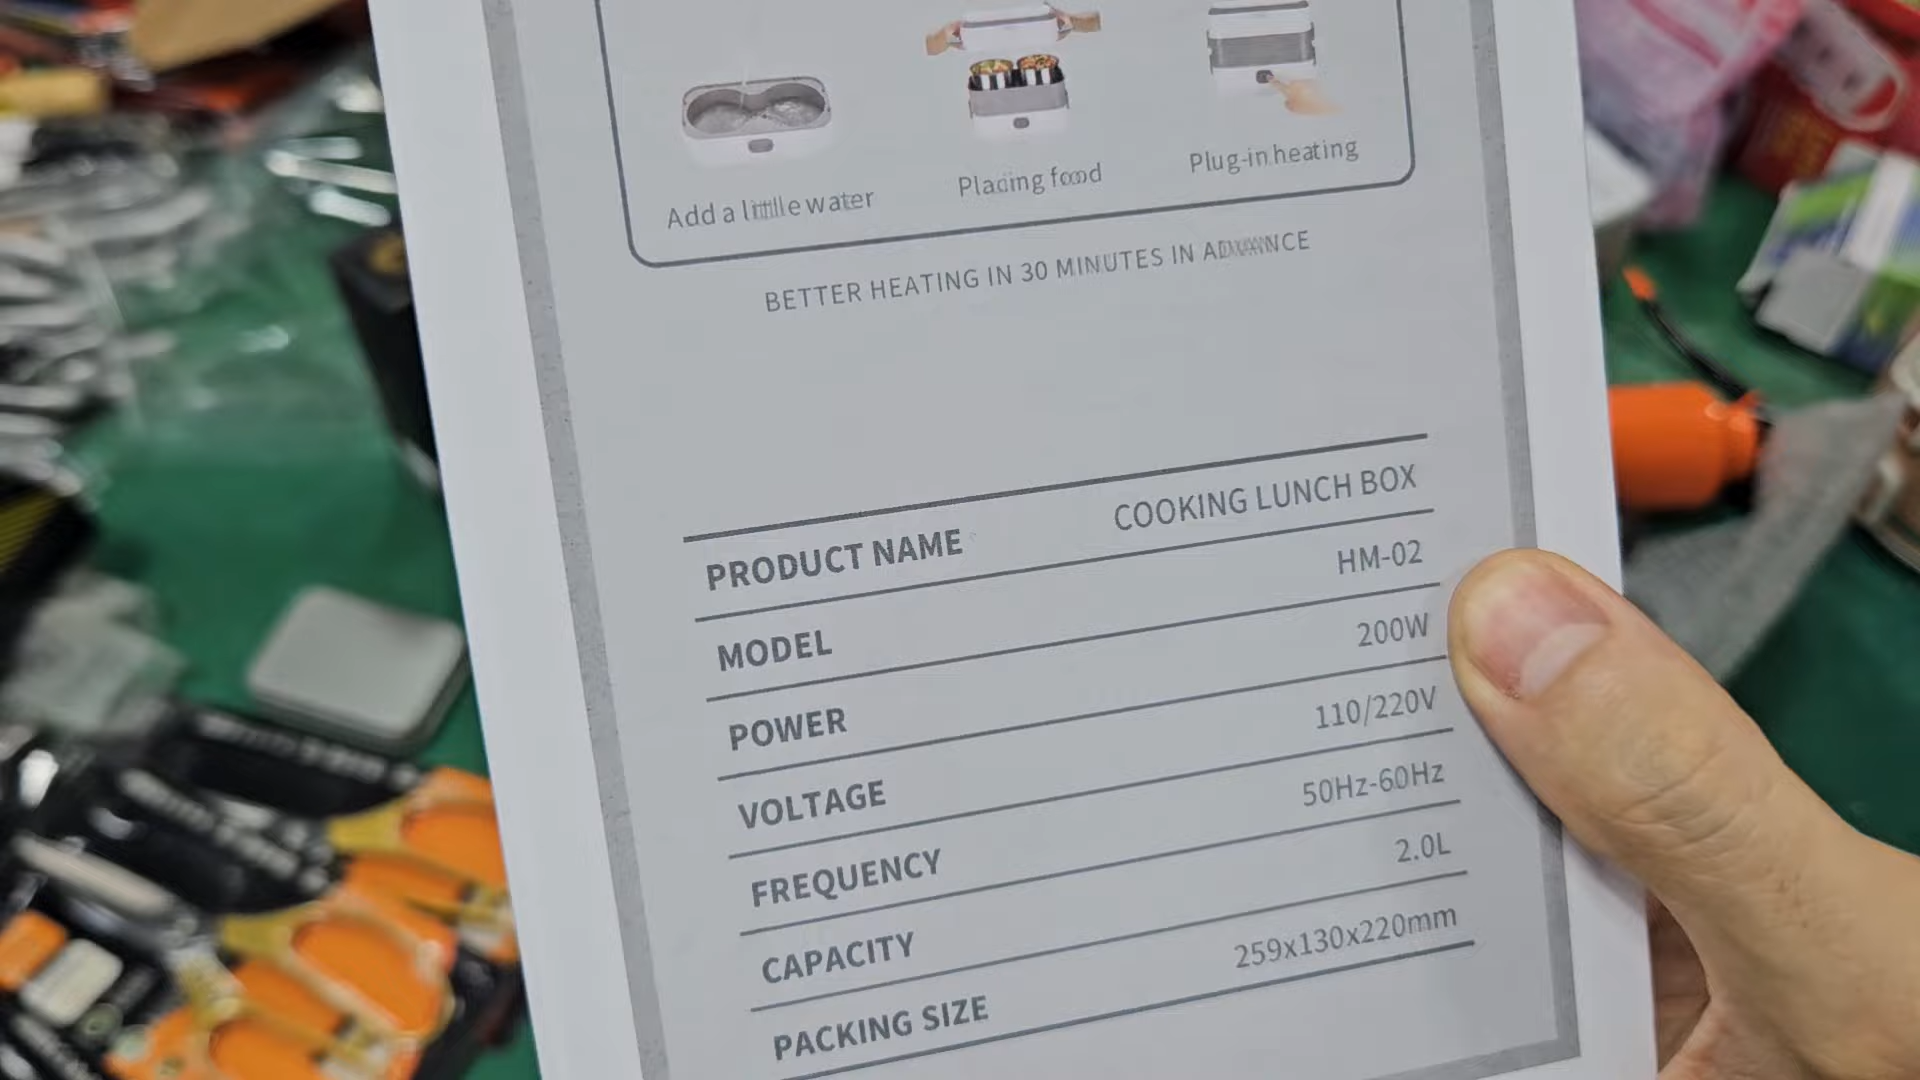 Add a little water
Placing food
Plug-in heating
BETTER HEATING IN 30 MINUTES IN ADVANCE
PRODUCT NAME COOKING LUNCH BOX
MODEL HM-02
POWER 200W
VOLTAGE 110/220V
FREQUENCY 50Hz-60Hz
CAPACITY 2.0L
PACKING SIZE 259x130x220mm